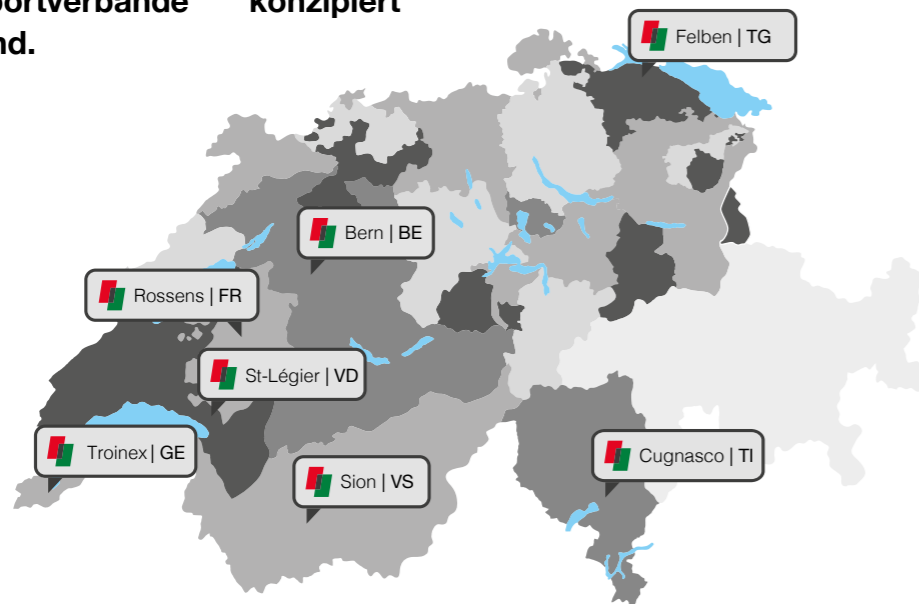 konzipiert
nd.
Felben | TG
Bern | BE
Rossens | FR
St-Légier | VD
Troinex | GE
Sion | VS
Cugnasco | TI